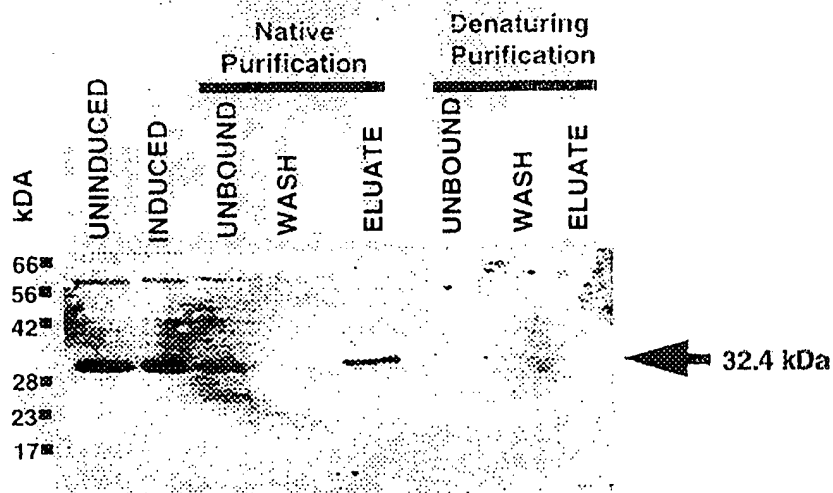 Native
Purification
Denaturing
Purification
kDA
UNINDUCED
INDUCED
UNBOUND
WASH
ELUATE
UNBOUND
WASH
ELUATE
66
56
42
28
23
17
32.4 kDa